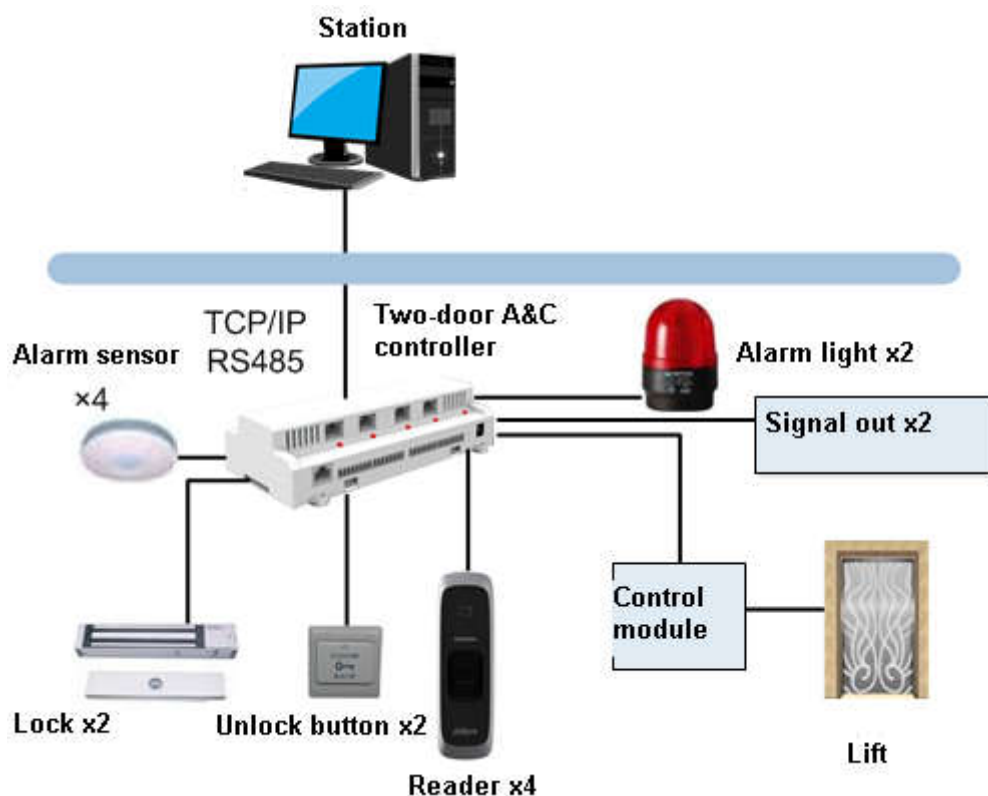 Station
TCP/IP
RS485
Two-door A&C
controller
Alarm sensor
×4
Alarm light x2
Signal out x2
Control
module
Lock x2
Unlock button x2
Reader x4
Lift